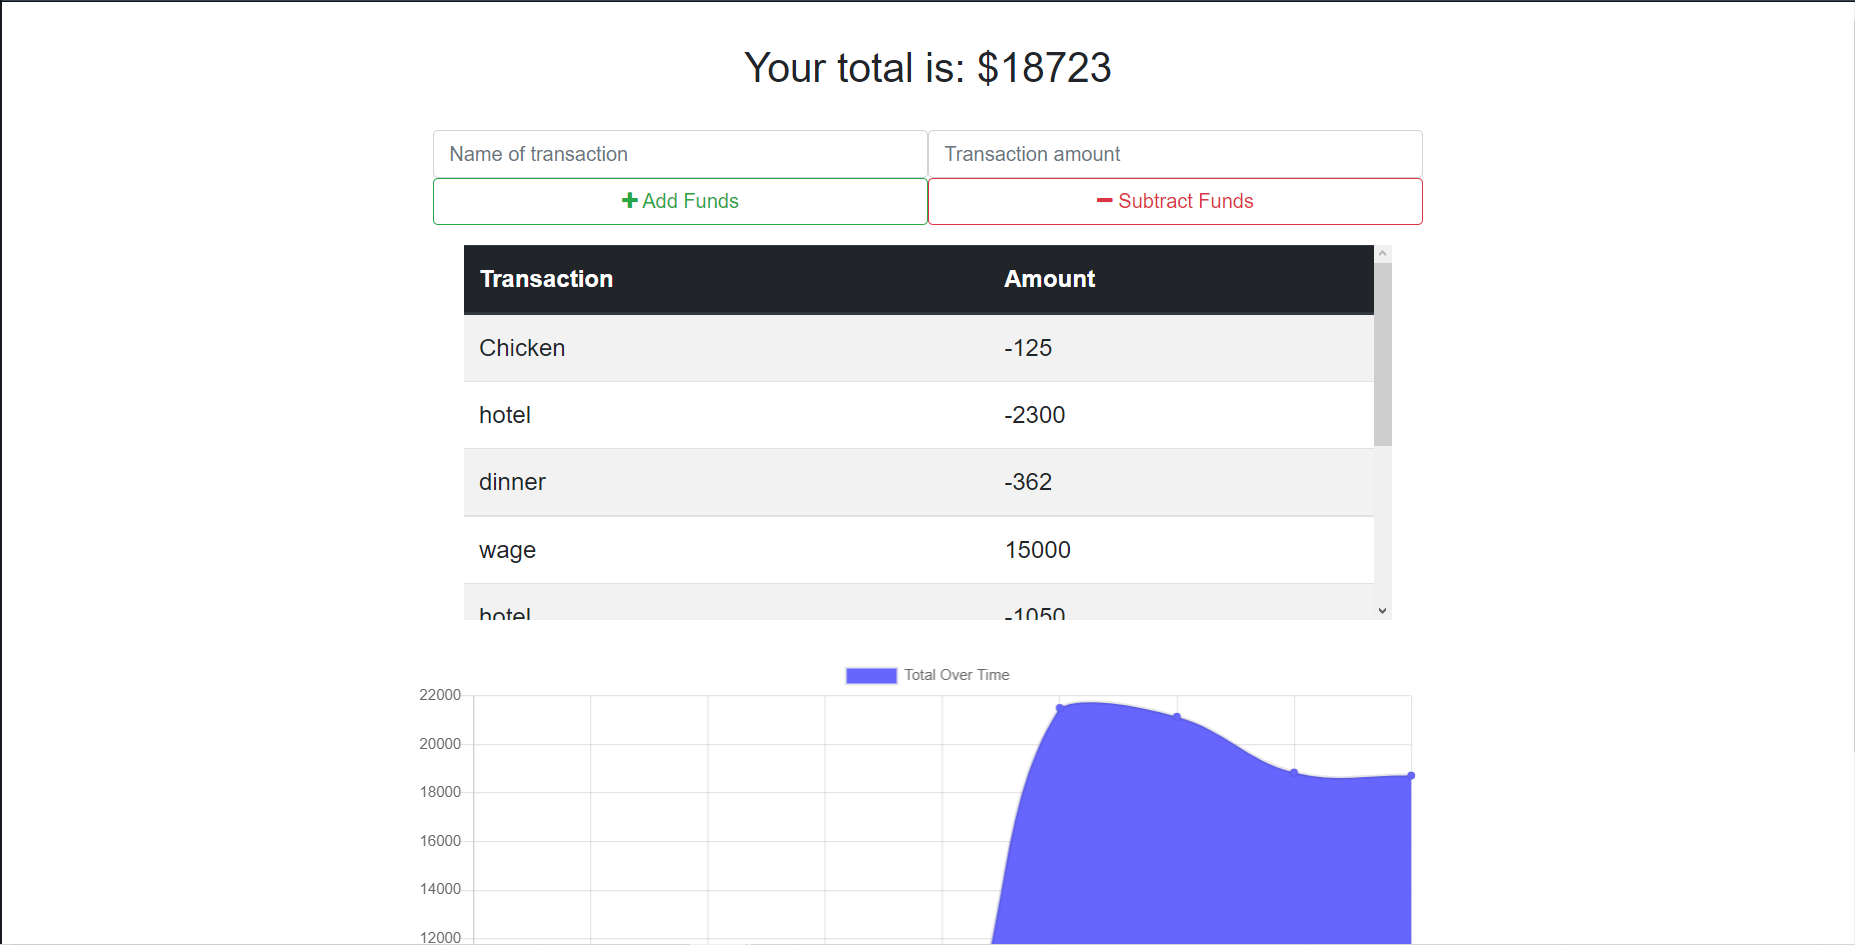 Your total is: $18723
Name of transaction Transaction amount
Add Funds Subtract Funds
Transaction Amount
Chicken -125
hotel -2300
dinner -362
wage 15000
hotel -1050
Total Over Time
22000
20000
18000
16000
14000
12000